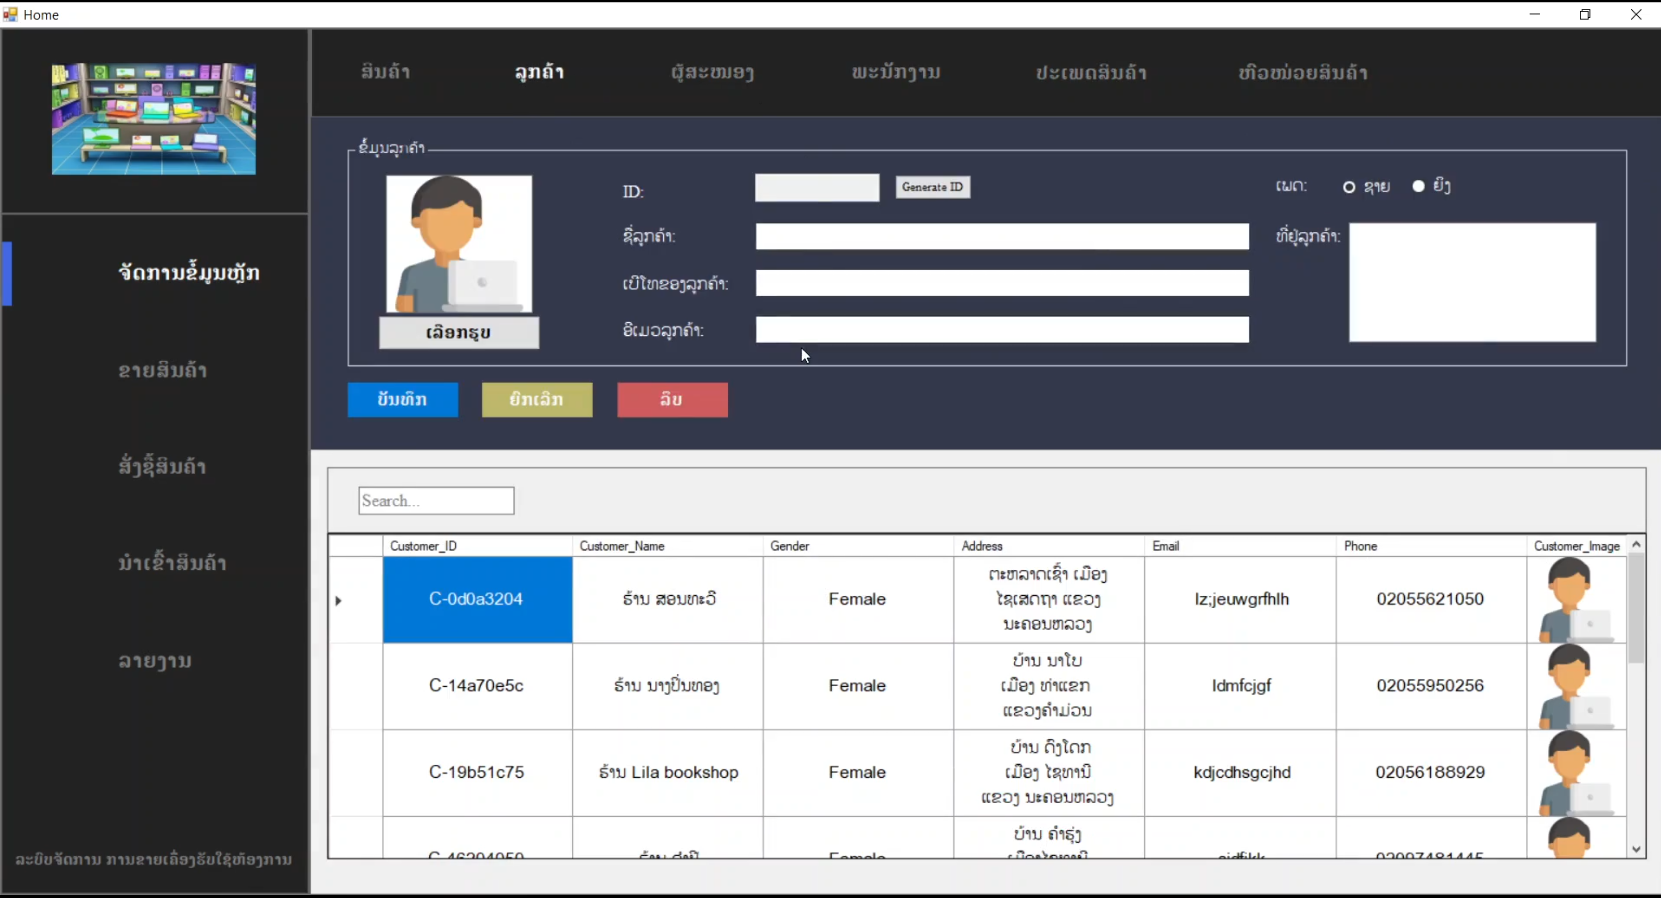 Home
ສິນຄ້າ
ລູກຄ້າ
ຜູ້ສະໜອງ
ພະນັກງານ
ປະເພດສິນຄ້າ
ຫົວໜ່ວຍສິນຄ້າ
ຈັດການຂໍ້ມູນຫຼັກ
ຂາຍສິນຄ້າ
ສັ່ງຊື້ສິນຄ້າ
ນຳເຂົ້າສິນຄ້າ
ລາຍງານ
ລະບົບຈັດການ ການຂາຍເຄື່ອງຮັບໃຊ້ຫ້ອງການ
ຂໍ້ມູນລູກຄ້າ
ເລືອກຮູບ
ID:
Generate ID
ຊື່ລູກຄ້າ:
ເບີໂທຂອງລູກຄ້າ:
ອີເມວລູກຄ້າ:
ເພດ:
ຊາຍ
ຍິງ
ທີ່ຢູ່ລູກຄ້າ:
ບັນທຶກ
ຍົກເລີກ
ລຶບ
Search...
Customer_ID Customer_Name Gender Address Email Phone Customer_Image
C-0d0a3204 ຮ້ານ ສອນທະວີ Female
ຕະຫລາດເຊົ້າ ເມືອງ
ໄຊເສດຖາ ແຂວງ
ນະຄອນຫລວງ
lz;jeuwgrfhlh 02055621050
C-14a70e5c ຮ້ານ ນາງປິ່ນທອງ Female
ບ້ານ ນາໂບ
ເມືອງ ທ່າແຂກ
ແຂວງຄຳມ່ວນ
ldmfcjgf 02055950256
C-19b51c75 ຮ້ານ Lila bookshop Female
ບ້ານ ດົງໂດກ
ເມືອງ ໄຊທານີ
ແຂວງ ນະຄອນຫລວງ
kdjcdhsgcjhd 02056188929
ບ້ານ ຄຳຮຸ່ງ
Female